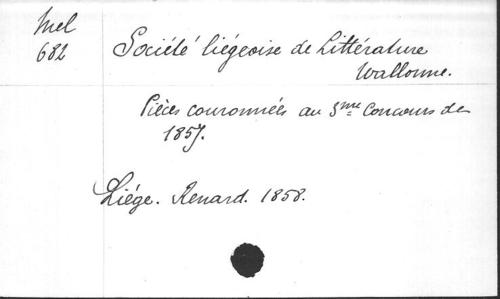 Mel
682
Société liégeoise de Littérature
Wallonne.
Pièces couronnées au 3me Concours de
1857.
Liége. Renard. 1858.